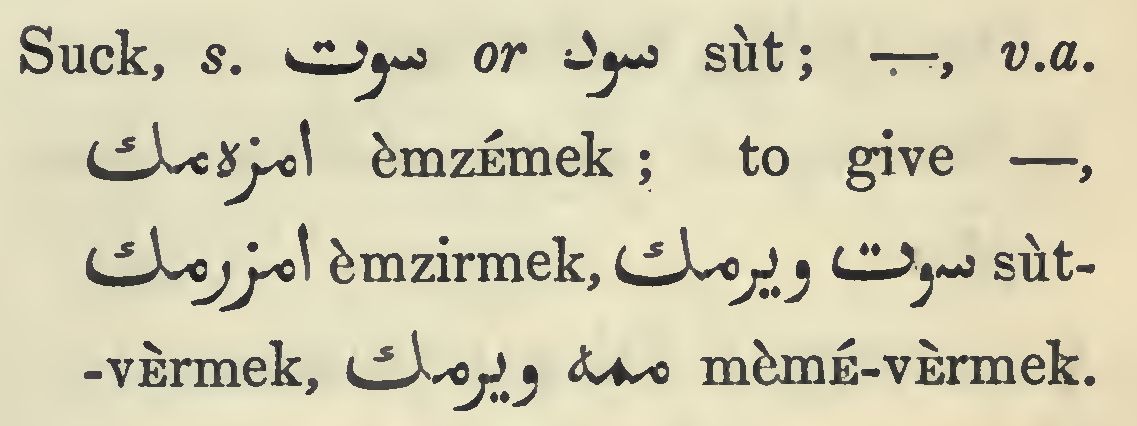 Suck, s. سوت or سود sùt; —, v.a.
امزه‌مك èmzÉmek; to give —,
امزرمك èmzirmek, سوت ويرمك sùt-
-vÈrmek, ممه ويرمك mèmÉ-vÈrmek.